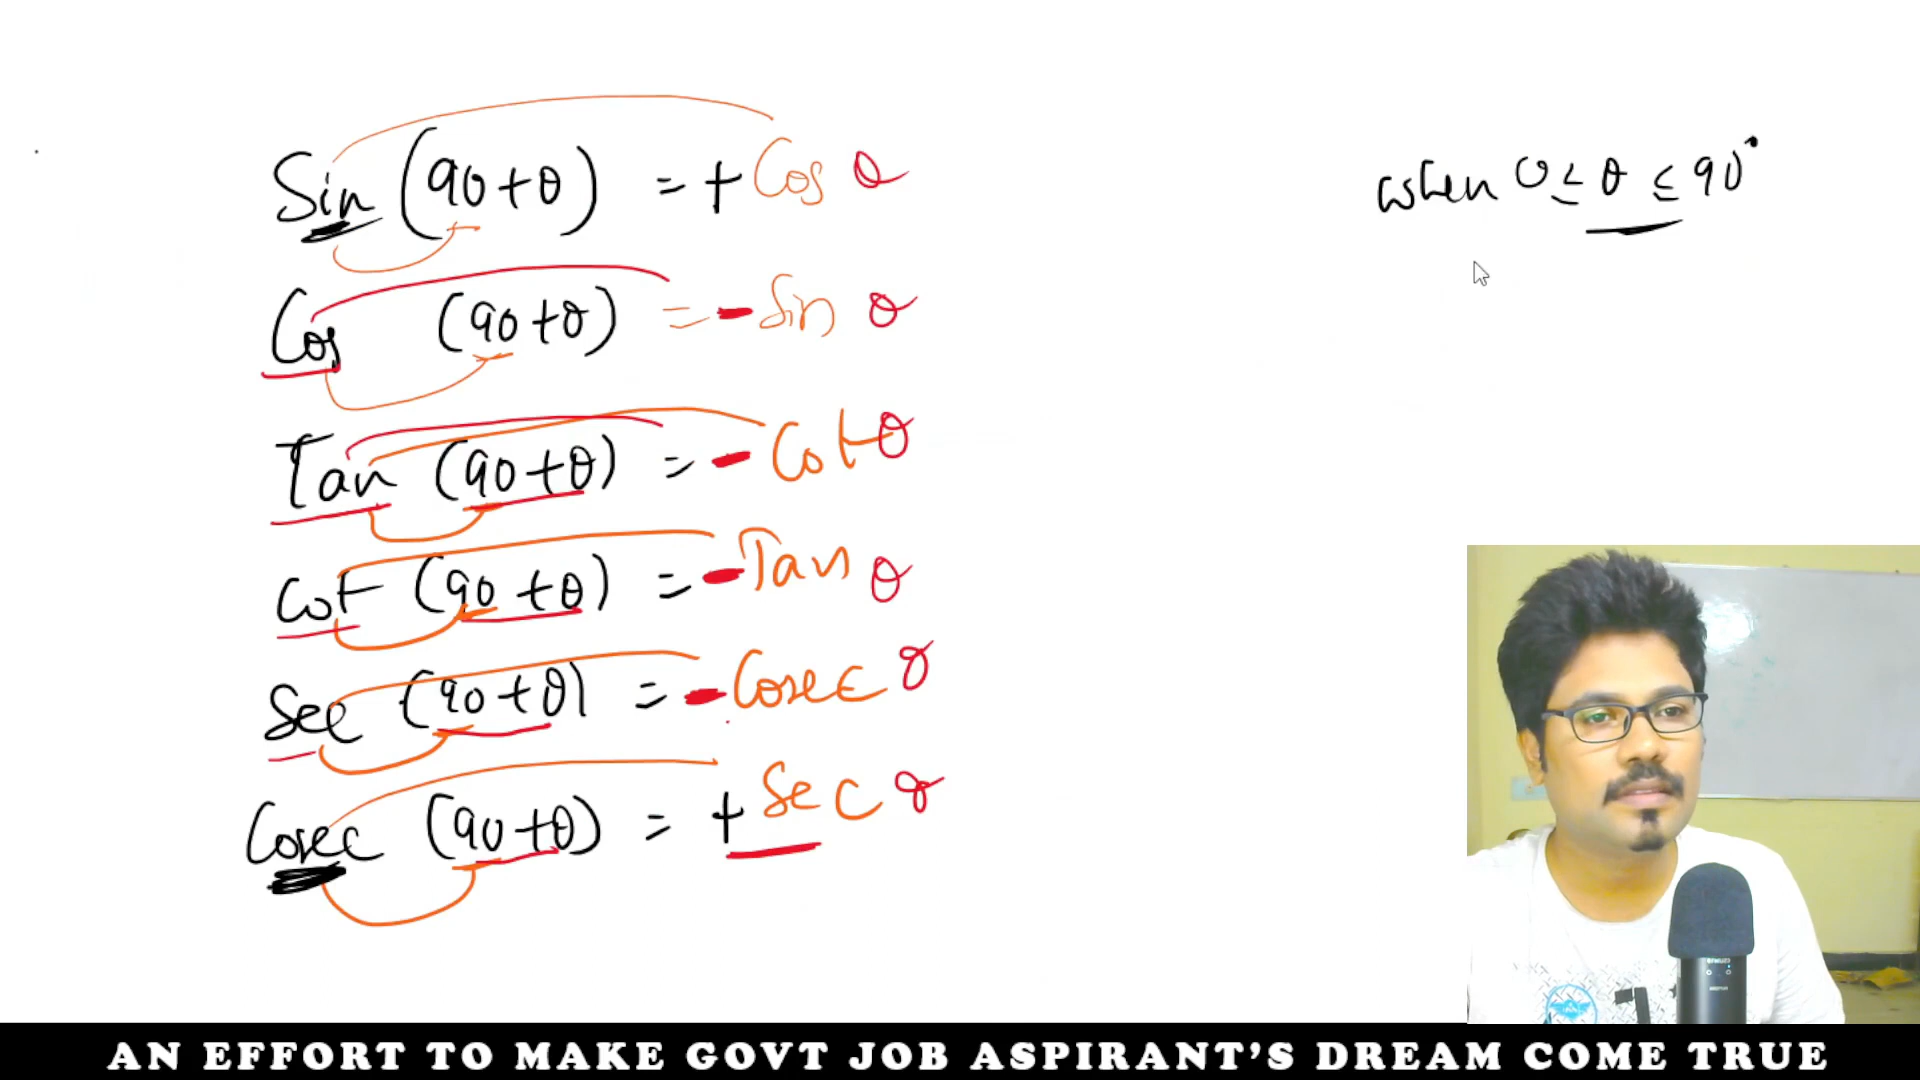 Sin (90+θ) = + Cos θ
when 0 ≤ θ ≤ 90°
Cos (90+θ) = - Sin θ
Tan (90+θ) = - Cot θ
Cot (90+θ) = - Tan θ
Sec (90+θ) = - Cosec θ
Cosec (90+θ) = + Sec θ
AN EFFORT TO MAKE GOVT JOB ASPIRANT'S DREAM COME TRUE